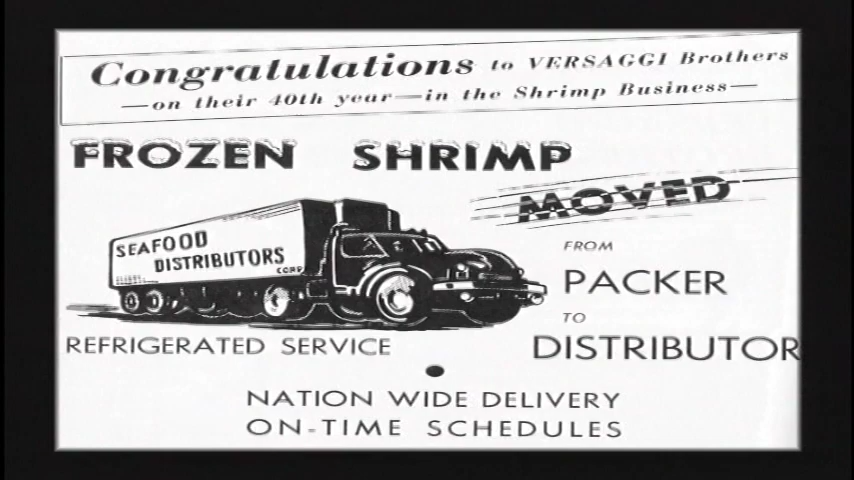 Congratulations to VERSAGGI Brothers
—on their 40th year—in the Shrimp Business—
FROZEN SHRIMP
MOVED
SEAFOOD
DISTRIBUTORS
CORP
FROM
PACKER
TO
DISTRIBUTOR
REFRIGERATED SERVICE
NATION WIDE DELIVERY
ON-TIME SCHEDULES